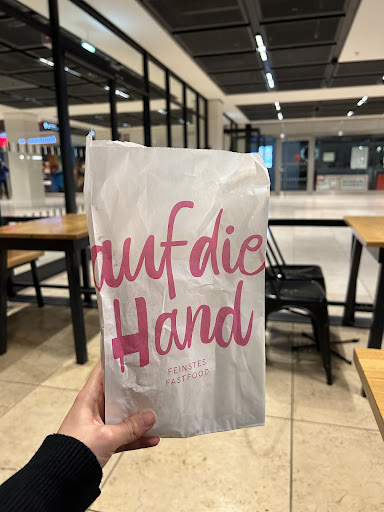 auf die
Hand
FEINSTES
FASTFOOD